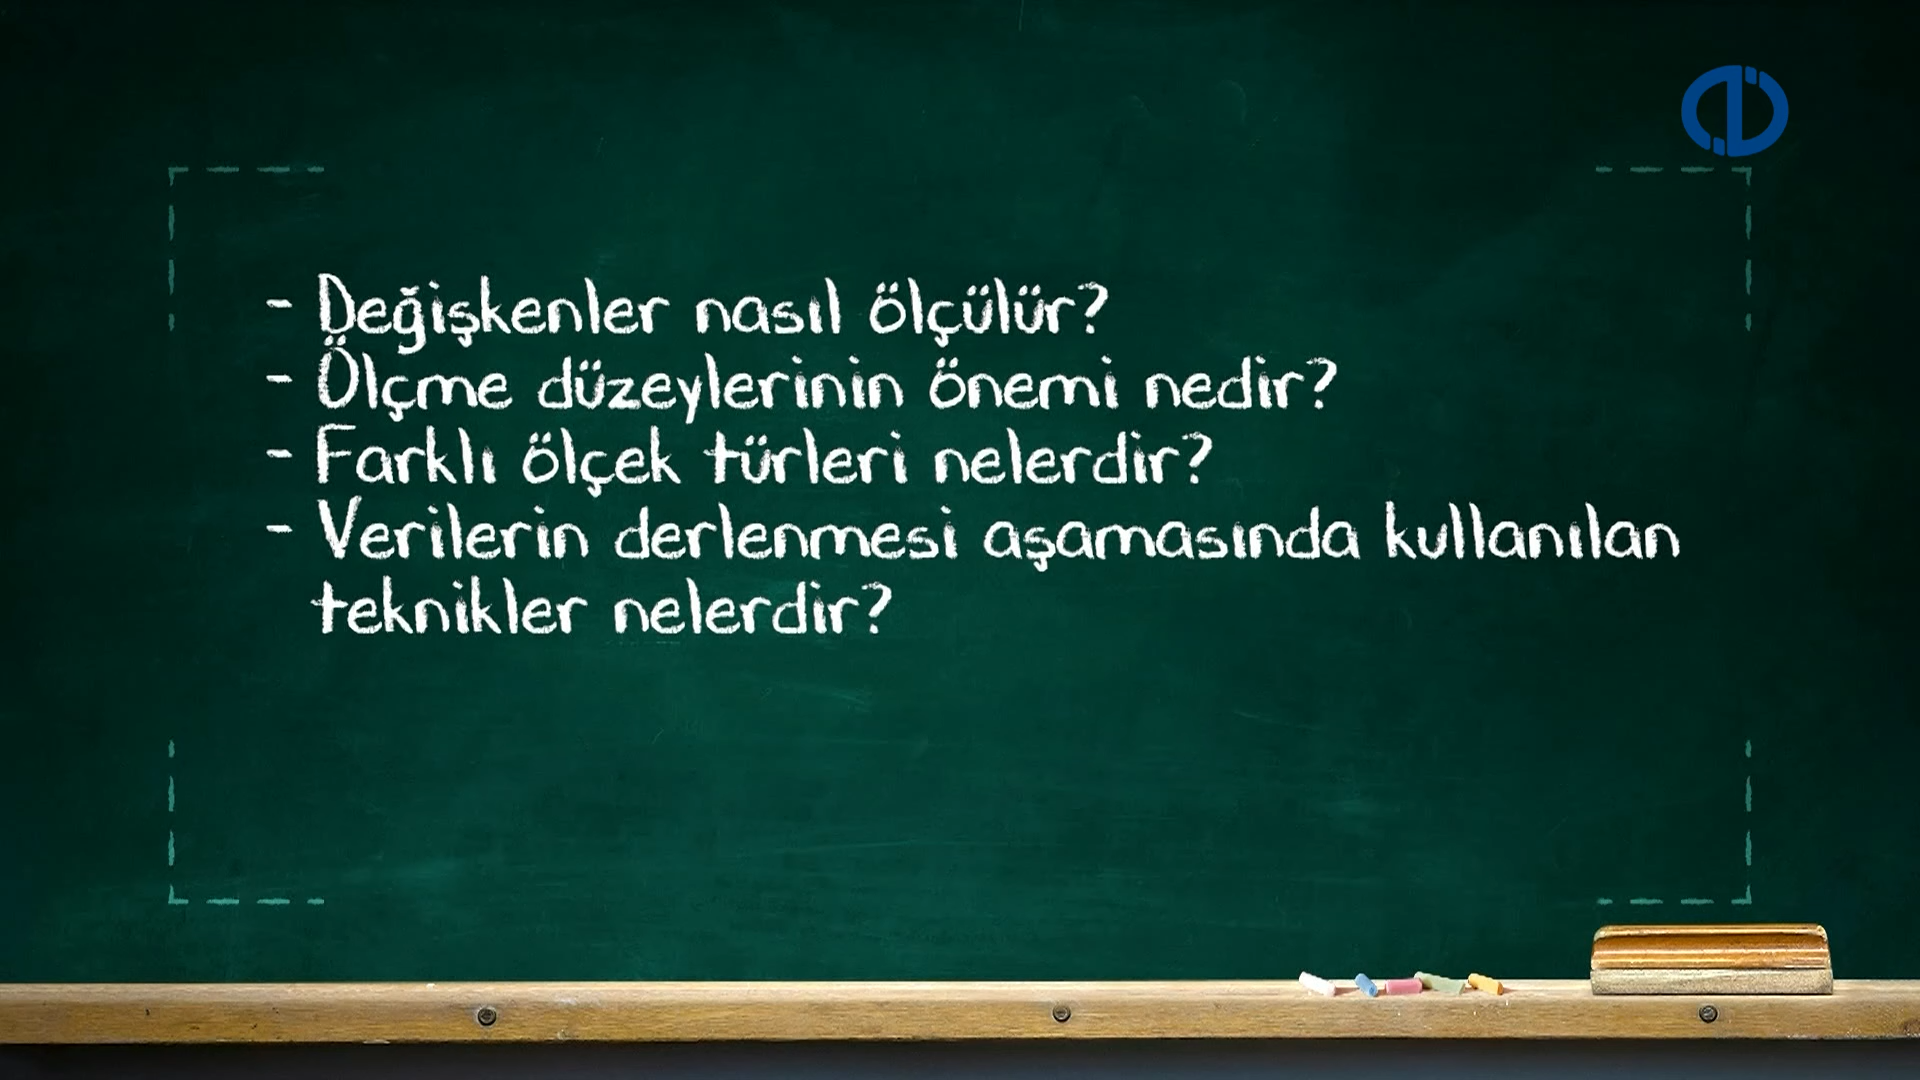 - Değişkenler nasıl ölçülür?
- Ölçme düzeylerinin önemi nedir?
- Farklı ölçek türleri nelerdir?
- Verilerin derlenmesi aşamasında kullanılan
teknikler nelerdir?